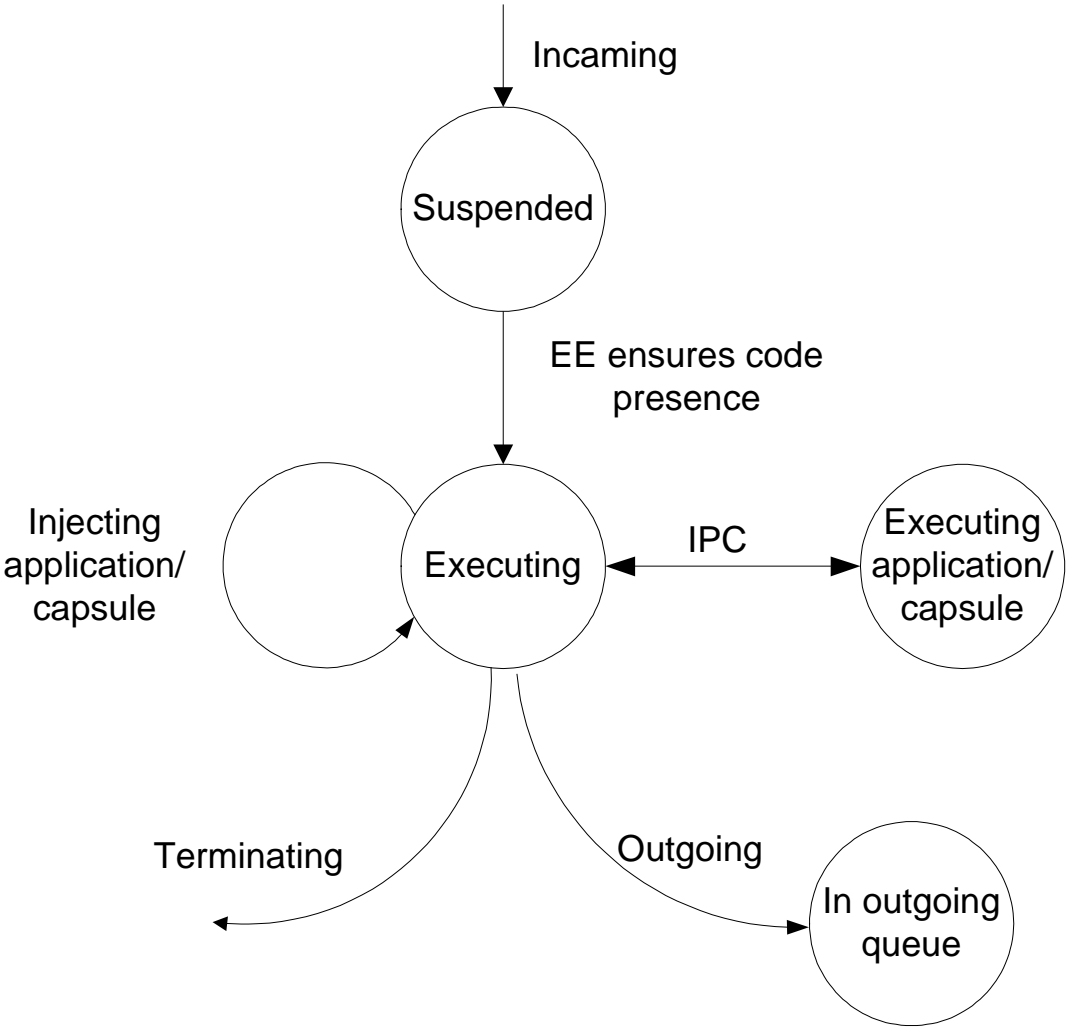 Incaming
Suspended
EE ensures code
presence
Injecting
application/
capsule
Executing
IPC
Executing
application/
capsule
Terminating
Outgoing
In outgoing
queue